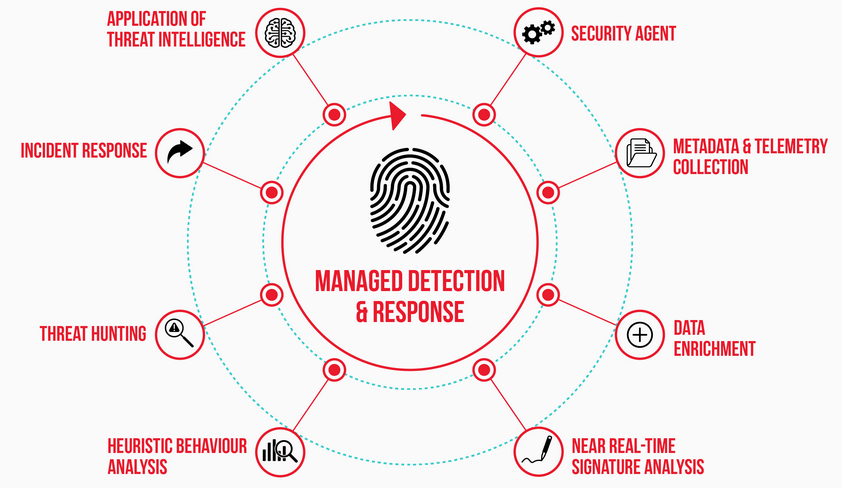 APPLICATION OF
THREAT INTELLIGENCE
SECURITY AGENT
INCIDENT RESPONSE
METADATA & TELEMETRY
COLLECTION
MANAGED DETECTION
& RESPONSE
THREAT HUNTING
DATA
ENRICHMENT
HEURISTIC BEHAVIOUR
ANALYSIS
NEAR REAL-TIME
SIGNATURE ANALYSIS